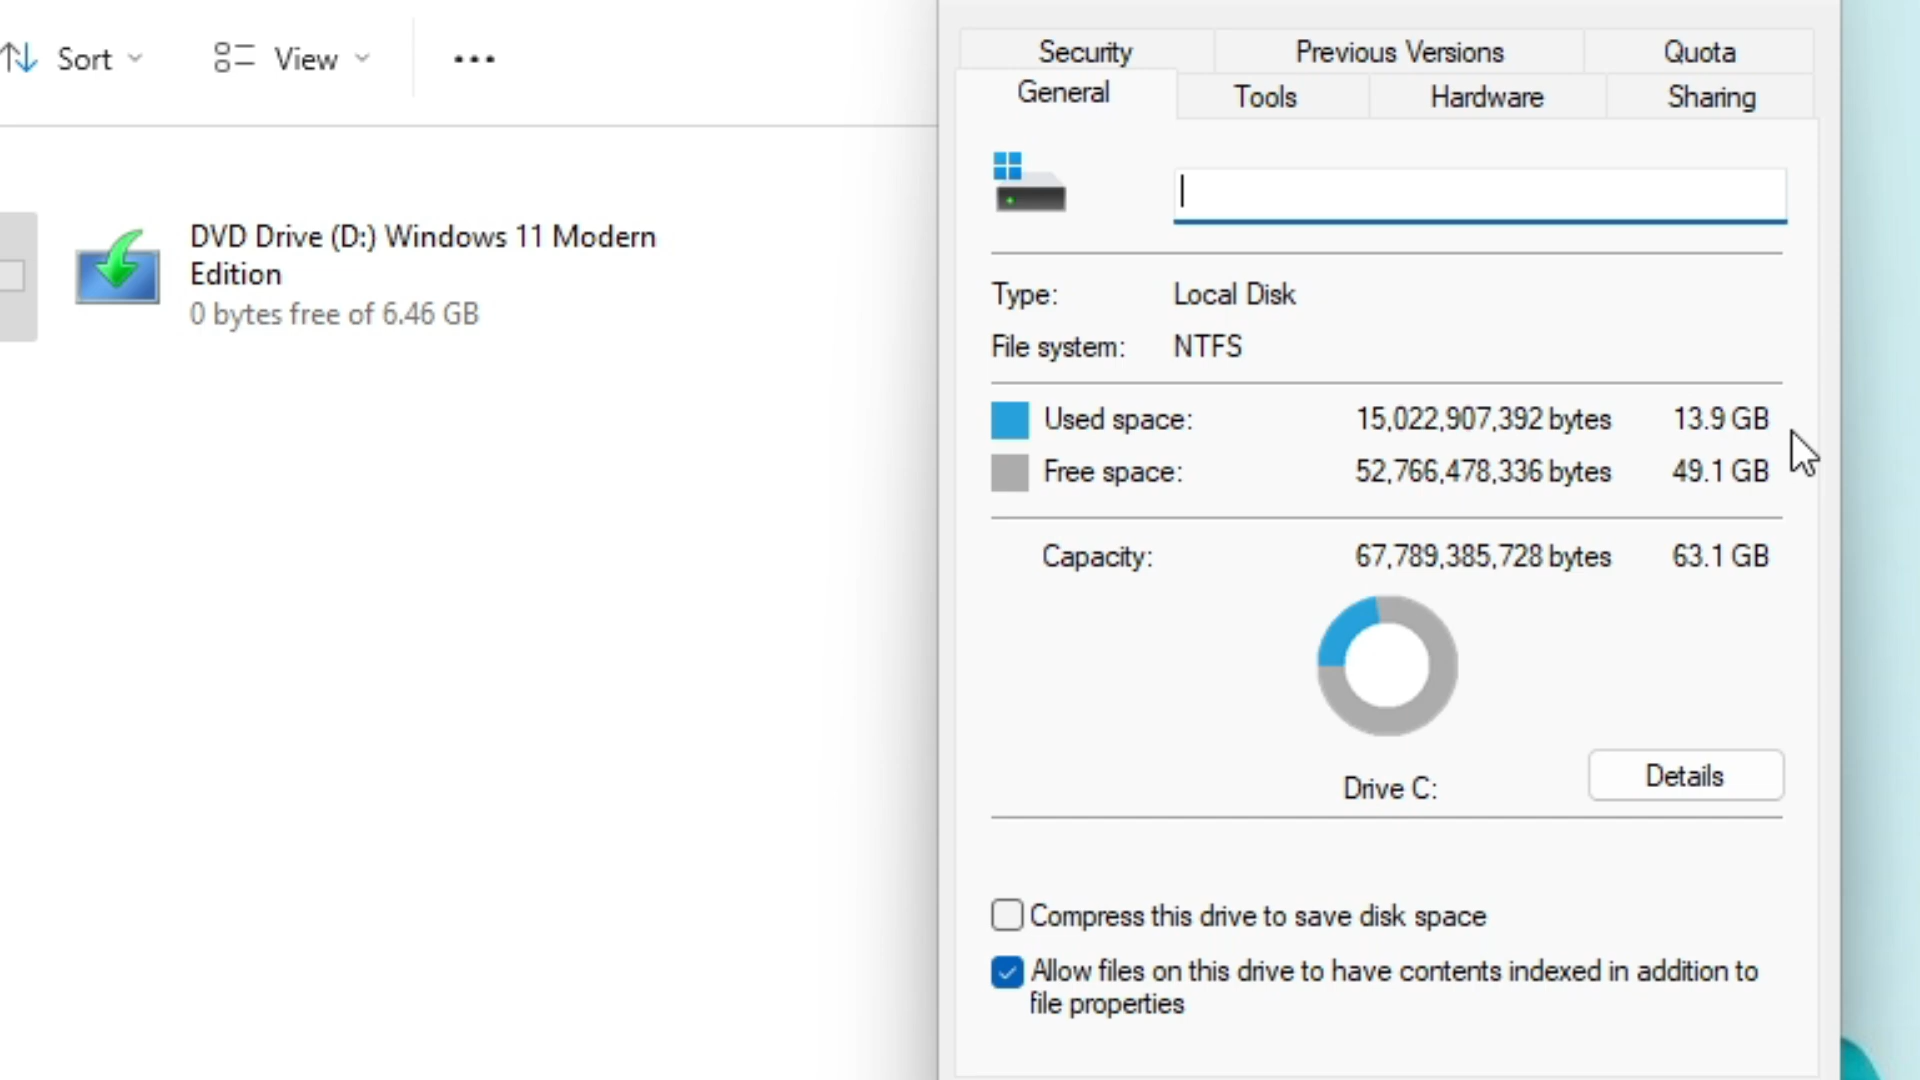 Sort
View
DVD Drive (D:) Windows 11 Modern
Edition
0 bytes free of 6.46 GB
Security
Previous Versions
Quota
General
Tools
Hardware
Sharing
Type: Local Disk
File system: NTFS
Used space: 15,022,907,392 bytes 13.9 GB
Free space: 52,766,478,336 bytes 49.1 GB
Capacity: 67,789,385,728 bytes 63.1 GB
Drive C:
Details
Compress this drive to save disk space
Allow files on this drive to have contents indexed in addition to
file properties